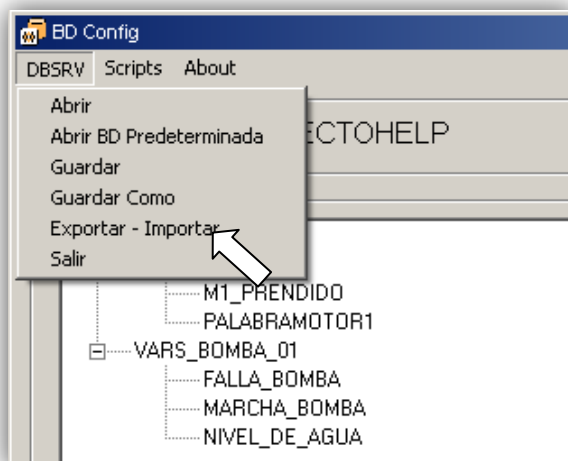 BD Config
DBSRV Scripts About
Abrir
Abrir BD Predeterminada
ECTOHELP
Guardar
Guardar Como
Exportar - Importar
Salir
M1_PRENDIDO
PALABRAMOTOR1
VARS_BOMBA_01
FALLA_BOMBA
MARCHA_BOMBA
NIVEL_DE_AGUA